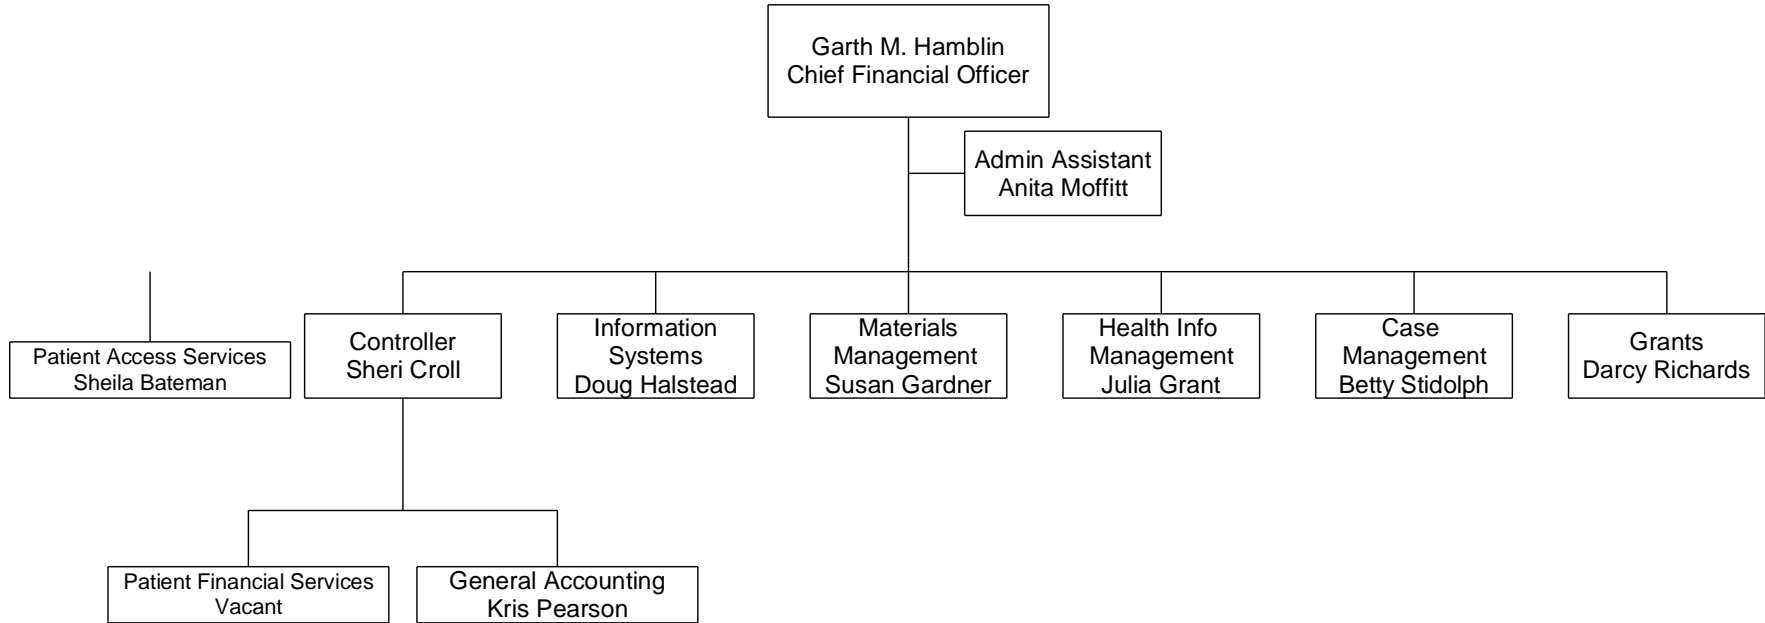 Garth M. Hamblin
Chief Financial Officer
Admin Assistant
Anita Moffitt
Patient Access Services
Sheila Bateman
Controller
Sheri Croll
Information
Systems
Doug Halstead
Materials
Management
Susan Gardner
Health Info
Management
Julia Grant
Case
Management
Betty Stidolph
Grants
Darcy Richards
Patient Financial Services
Vacant
General Accounting
Kris Pearson